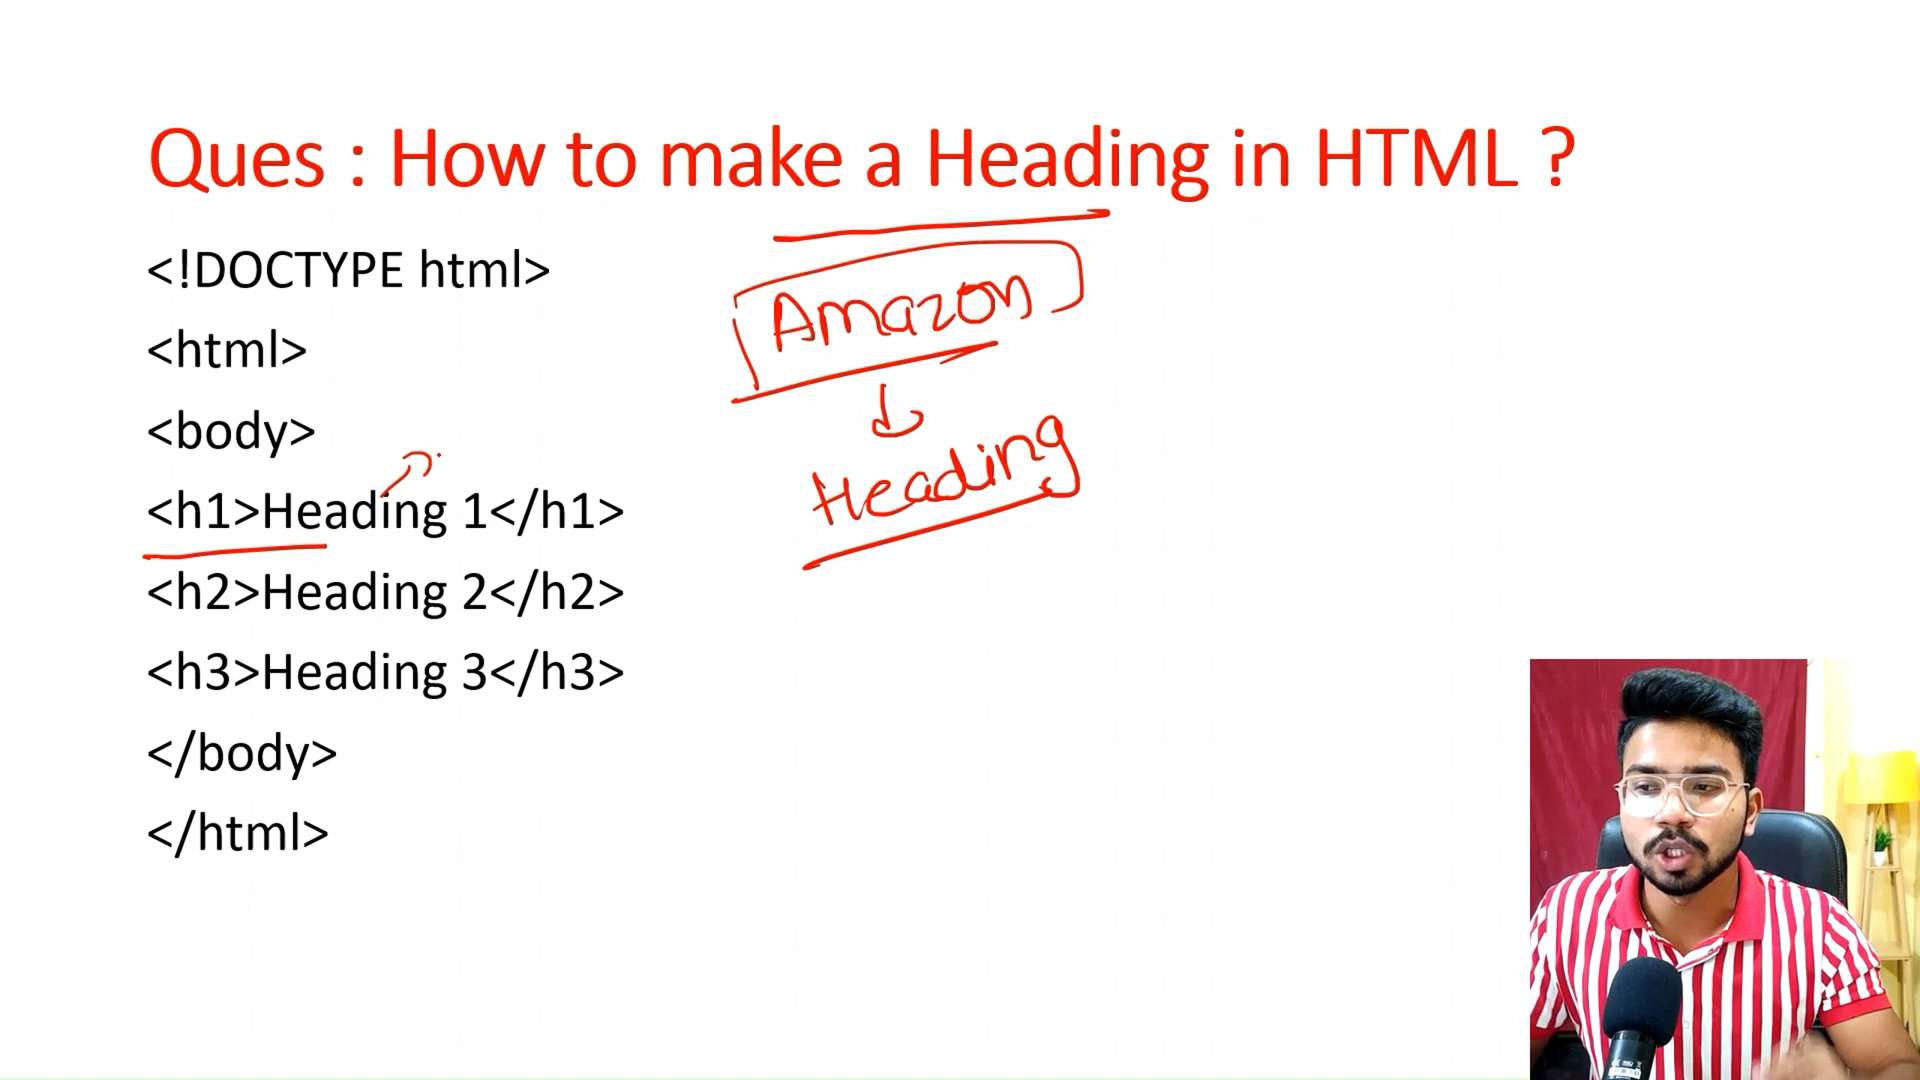 Ques : How to make a Heading in HTML ?
<!DOCTYPE html>
<html>
<body>
<h1>Heading 1</h1>
<h2>Heading 2</h2>
<h3>Heading 3</h3>
</body>
</html>
Amazon
Heading